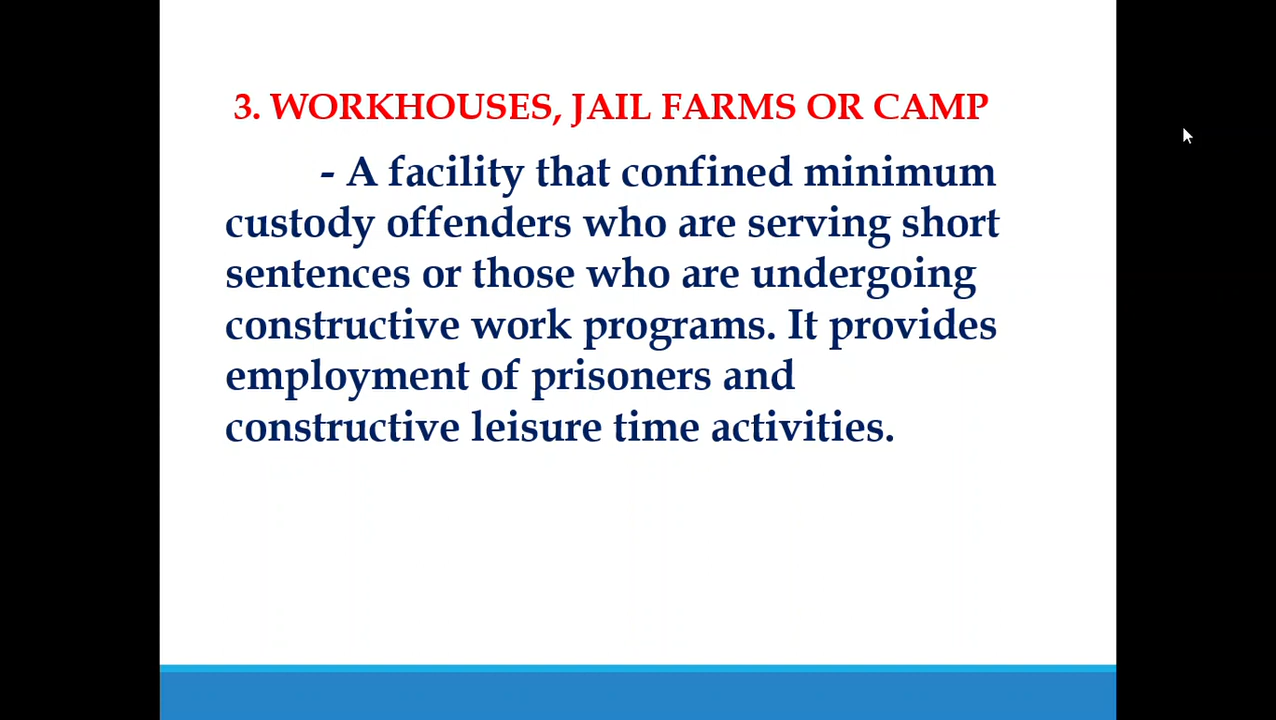 3. WORKHOUSES, JAIL FARMS OR CAMP
- A facility that confined minimum
custody offenders who are serving short
sentences or those who are undergoing
constructive work programs. It provides
employment of prisoners and
constructive leisure time activities.